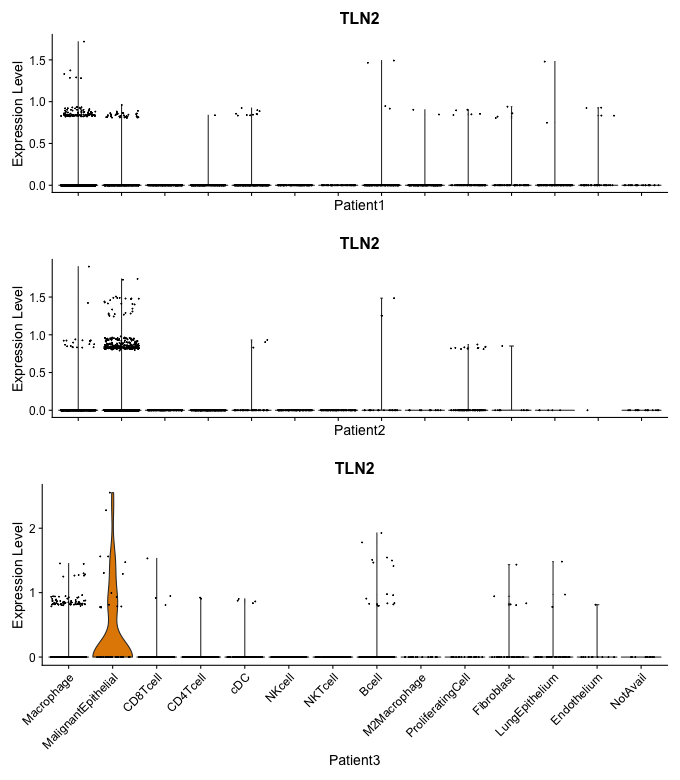 TLN2
Expression Level
1.5
1.0
0.5
0.0
Patient1
TLN2
Expression Level
1.5
1.0
0.5
0.0
Patient2
TLN2
Expression Level
2
1
0
Macrophage
MalignantEpithelial
CD8Tcell
CD4Tcell
cDC
NKcell
NKTcell
Bcell
M2Macrophage
ProliferatingCell
Fibroblast
LungEpithelium
Endothelium
NotAvail
Patient3